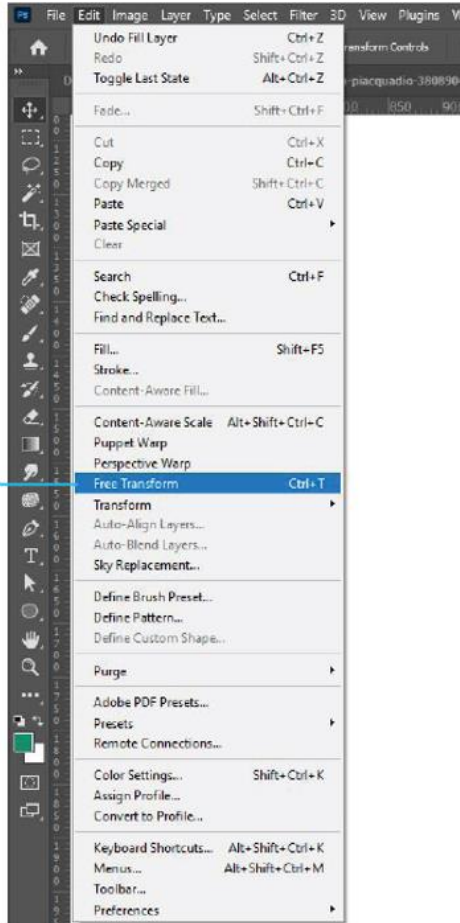 Ps File Edit Image Layer Type Select Filter 3D View Plugins
Undo Fill Layer Ctrl+Z
Redo Shift+Ctrl+Z
Toggle Last State Alt+Ctrl+Z
Fade... Shift+Ctrl+F
Cut Ctrl+X
Copy Ctrl+C
Copy Merged Shift+Ctrl+C
Paste Ctrl+V
Paste Special
Clear
Search Ctrl+F
Check Spelling...
Find and Replace Text...
Fill... Shift+F5
Stroke...
Content-Aware Fill...
Content-Aware Scale Alt+Shift+Ctrl+C
Puppet Warp
Perspective Warp
Free Transform Ctrl+T
Transform
Auto-Align Layers...
Auto-Blend Layers...
Sky Replacement...
Define Brush Preset...
Define Pattern...
Define Custom Shape...
Purge
Adobe PDF Presets...
Presets
Remote Connections...
Color Settings... Shift+Ctrl+K
Assign Profile...
Convert to Profile...
Keyboard Shortcuts... Alt+Shift+Ctrl+K
Menus... Alt+Shift+Ctrl+M
Toolbar...
Preferences
ransform Controls
-piacquadio-380890
850